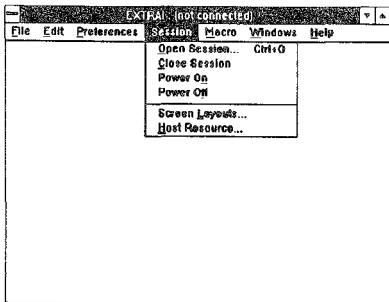 EXTRA! - (not connected)
File Edit Preferences Session Macro Windows Help
Open Session... Ctrl+O
Close Session
Power On
Power Off
Screen Layouts...
Host Resource...